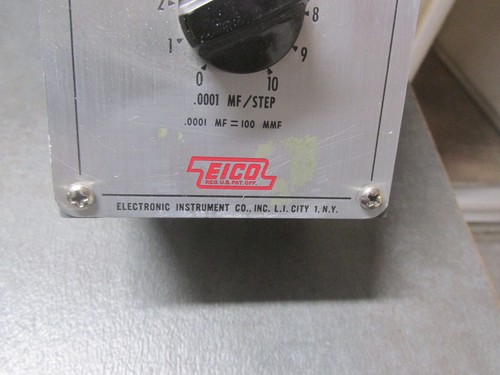 2
8
1
9
0
10
.0001 MF/STEP
.0001 MF=100 MMF
EICO
REG. U.S. PAT. OFF.
ELECTRONIC INSTRUMENT CO., INC. L.I. CITY 1, N.Y.